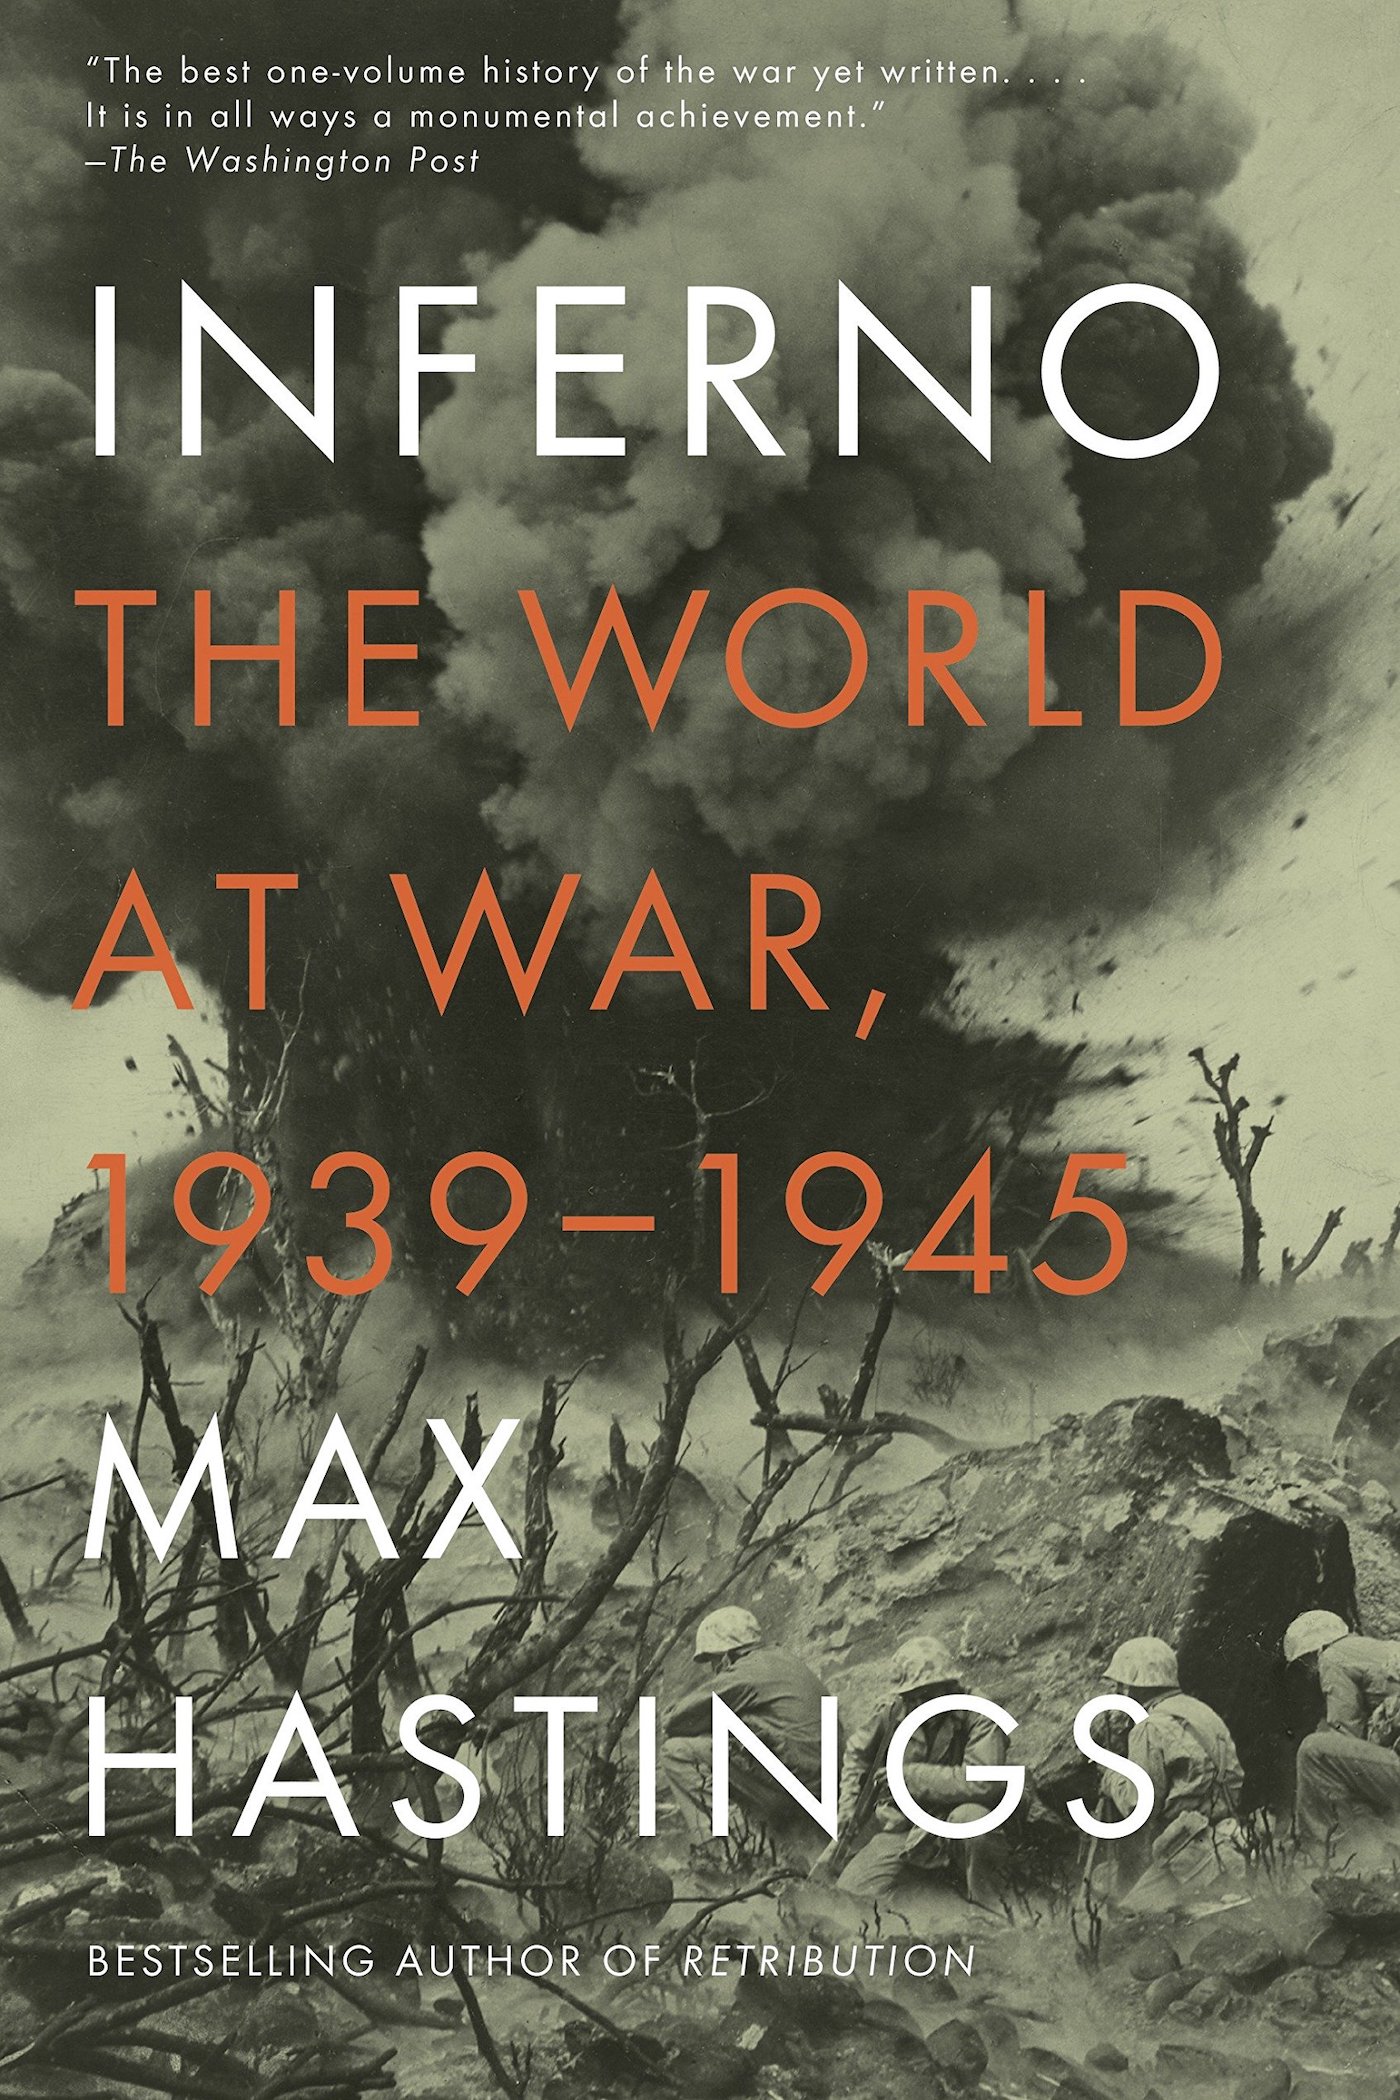 “The best one-volume history of the war yet written. . . .
It is in all ways a monumental achievement.”
—The Washington Post
INFERNO
THE WORLD
AT WAR,
1939–1945
MAX
HASTINGS
BESTSELLING AUTHOR OF RETRIBUTION